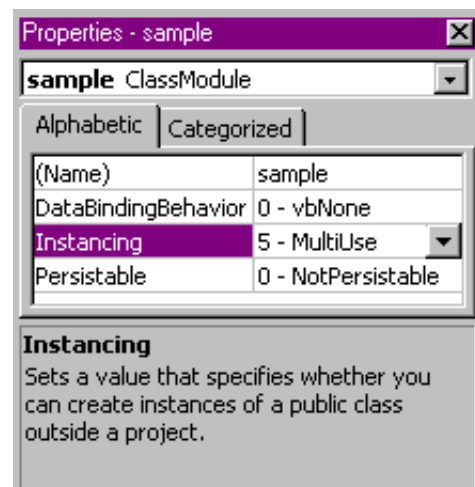 Properties - sample
sample ClassModule
Alphabetic Categorized
(Name) sample
DataBindingBehavior 0 - vbNone
Instancing 5 - MultiUse
Persistable 0 - NotPersistable
Instancing
Sets a value that specifies whether you
can create instances of a public class
outside a project.